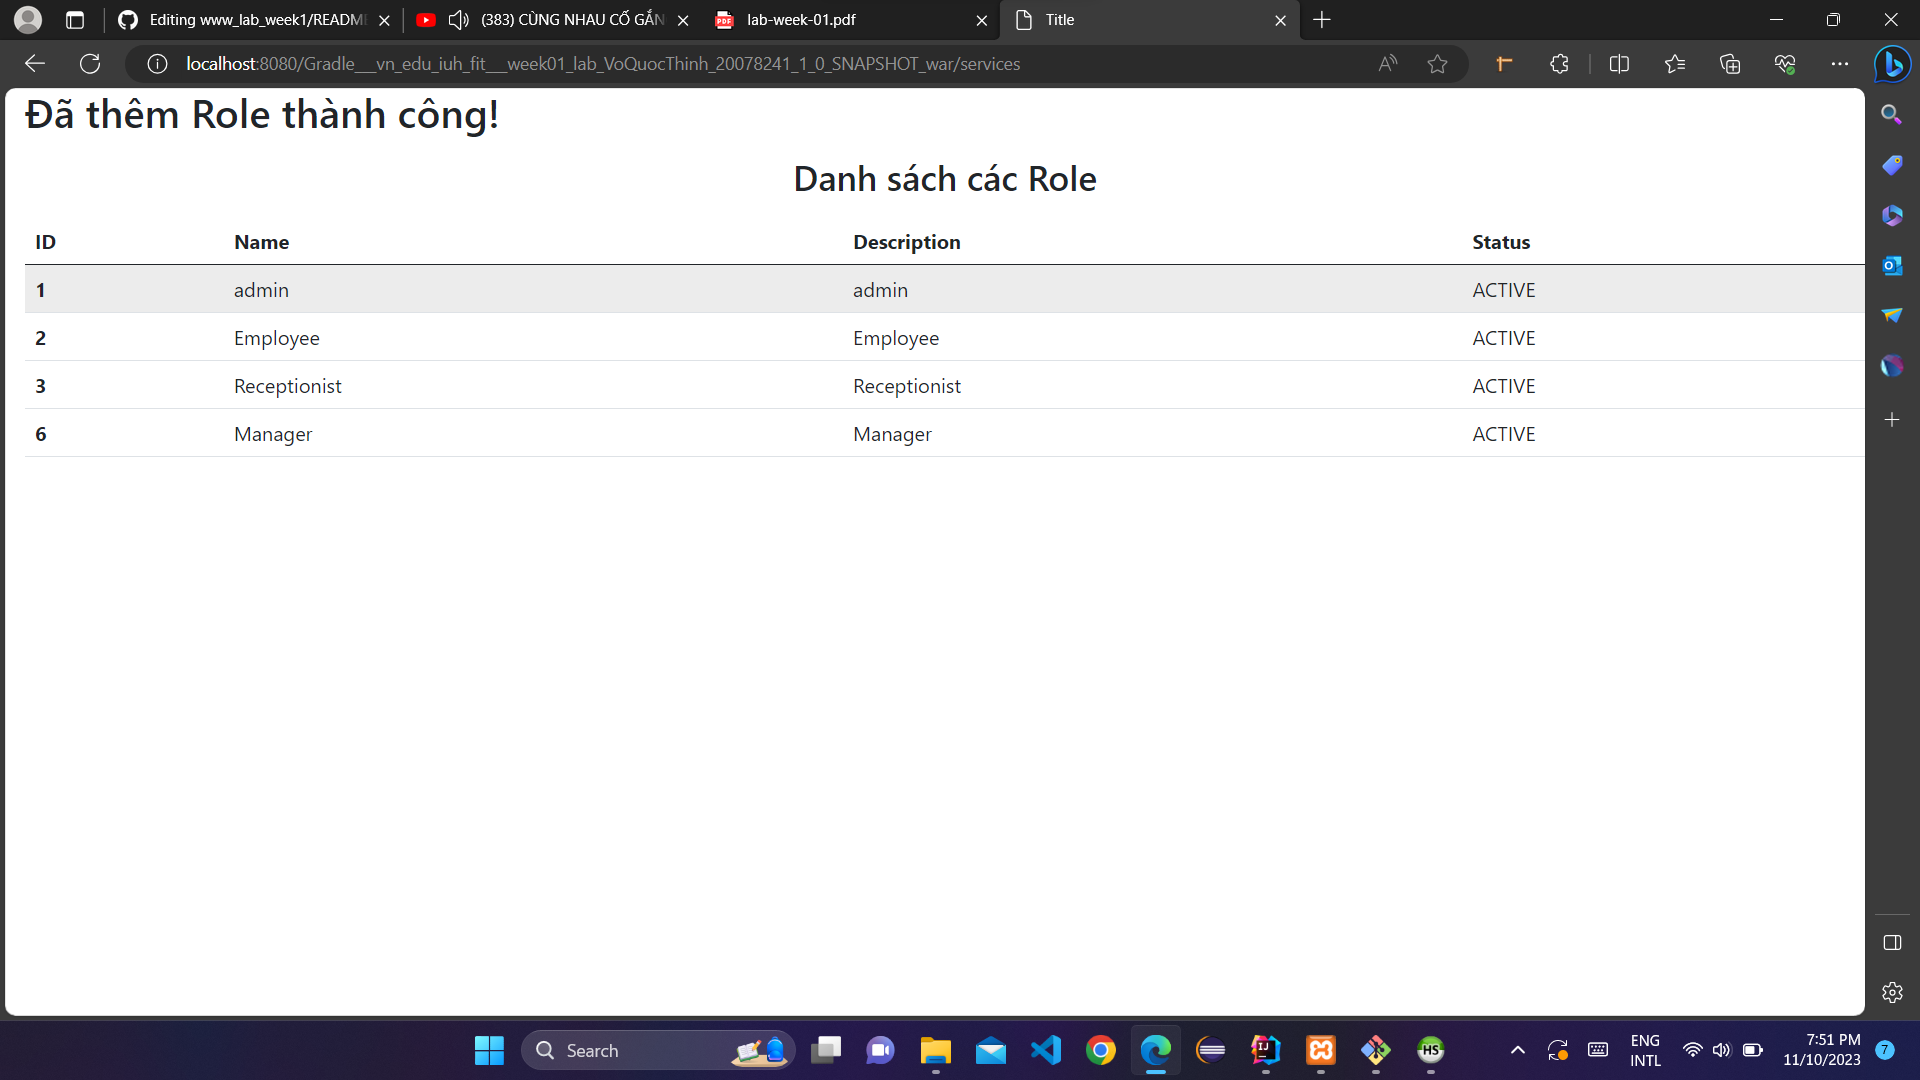 Editing www_lab_week1/README
(383) CÙNG NHAU CỐ GẮN
lab-week-01.pdf
Title
localhost:8080/Gradle___vn_edu_iuh_fit___week01_lab_VoQuocThinh_20078241_1_0_SNAPSHOT_war/services
Đã thêm Role thành công!
Danh sách các Role
ID Name Description Status
1 admin admin ACTIVE
2 Employee Employee ACTIVE
3 Receptionist Receptionist ACTIVE
6 Manager Manager ACTIVE
Search
ENG
INTL
7:51 PM
11/10/2023
7